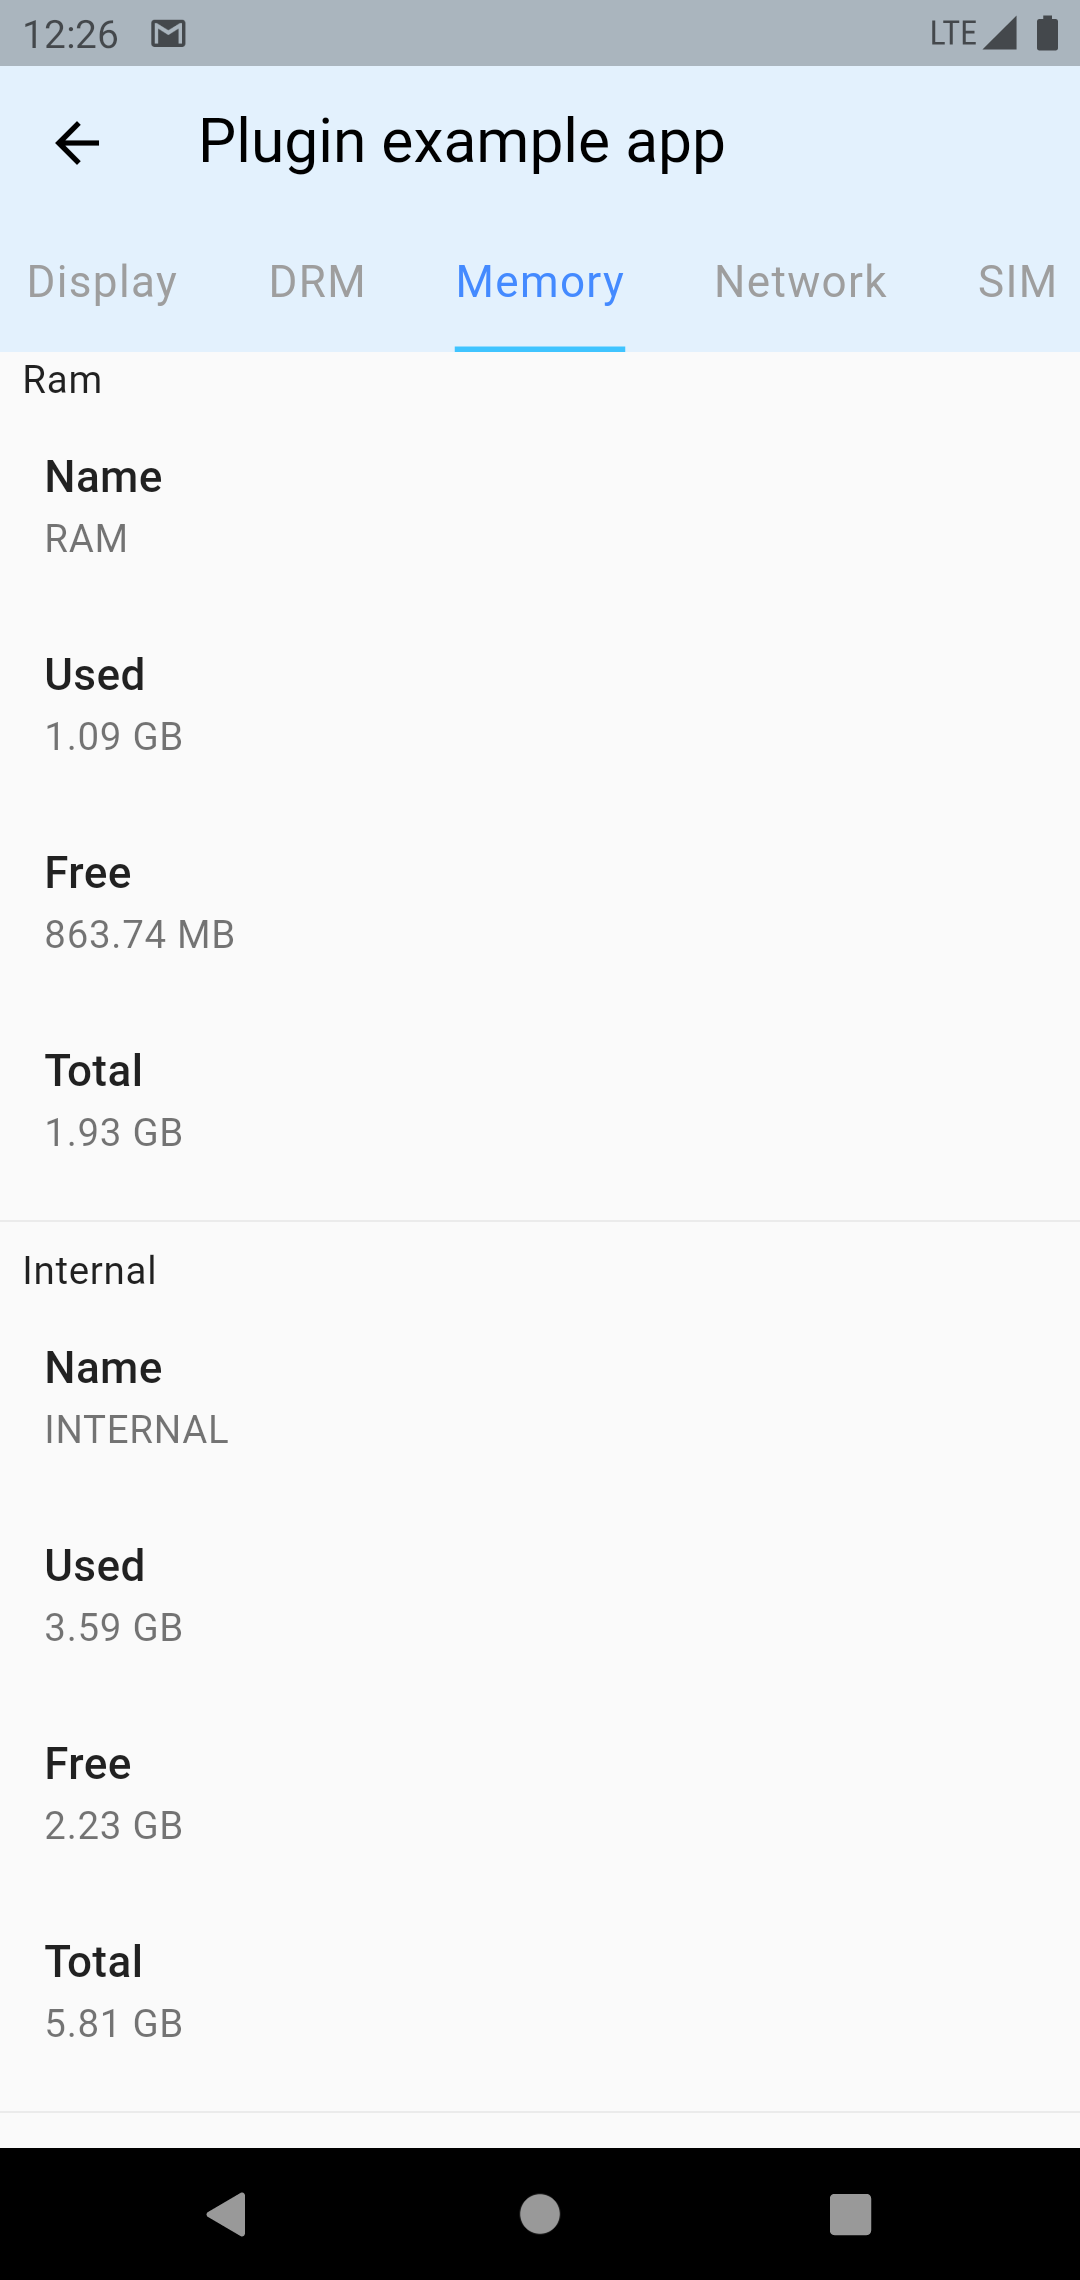 12:26 LTE
Plugin example app
Display DRM Memory Network SIM
Ram
Name
RAM
Used
1.09 GB
Free
863.74 MB
Total
1.93 GB
Internal
Name
INTERNAL
Used
3.59 GB
Free
2.23 GB
Total
5.81 GB